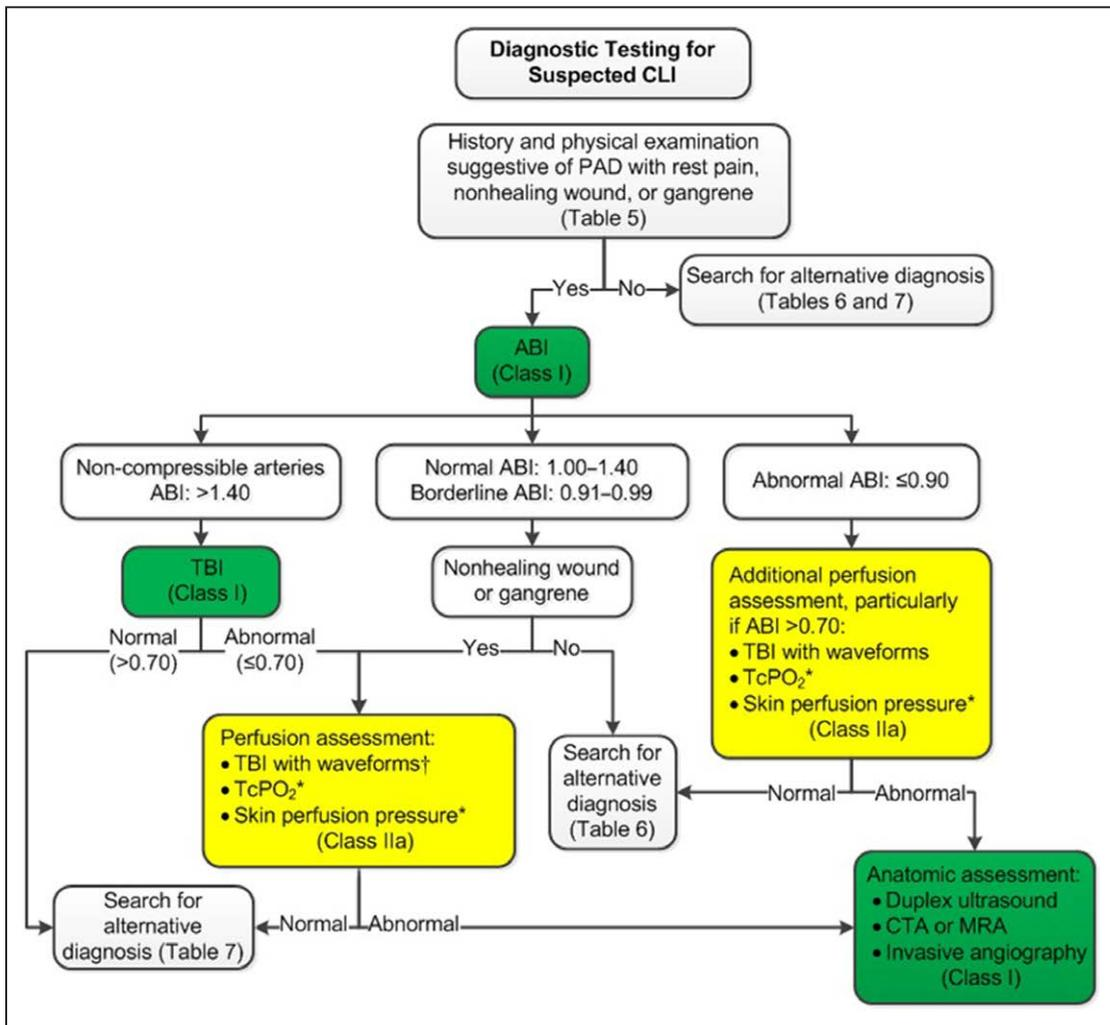 Diagnostic Testing for
Suspected CLI
History and physical examination
suggestive of PAD with rest pain,
nonhealing wound, or gangrene
(Table 5)
Yes
No
Search for alternative diagnosis
(Tables 6 and 7)
ABI
(Class I)
Non-compressible arteries
ABI: >1.40
Normal ABI: 1.00–1.40
Borderline ABI: 0.91–0.99
Abnormal ABI: ≤0.90
TBI
(Class I)
Nonhealing wound
or gangrene
Additional perfusion
assessment, particularly
if ABI >0.70:
• TBI with waveforms
• TcPO₂*
• Skin perfusion pressure*
(Class IIa)
Normal
(>0.70)
Abnormal
(≤0.70)
Yes
No
Perfusion assessment:
• TBI with waveforms†
• TcPO₂*
• Skin perfusion pressure*
(Class IIa)
Search for
alternative
diagnosis
(Table 6)
Normal
Abnormal
Search for
alternative
diagnosis (Table 7)
Normal
Abnormal
Anatomic assessment:
• Duplex ultrasound
• CTA or MRA
• Invasive angiography
(Class I)